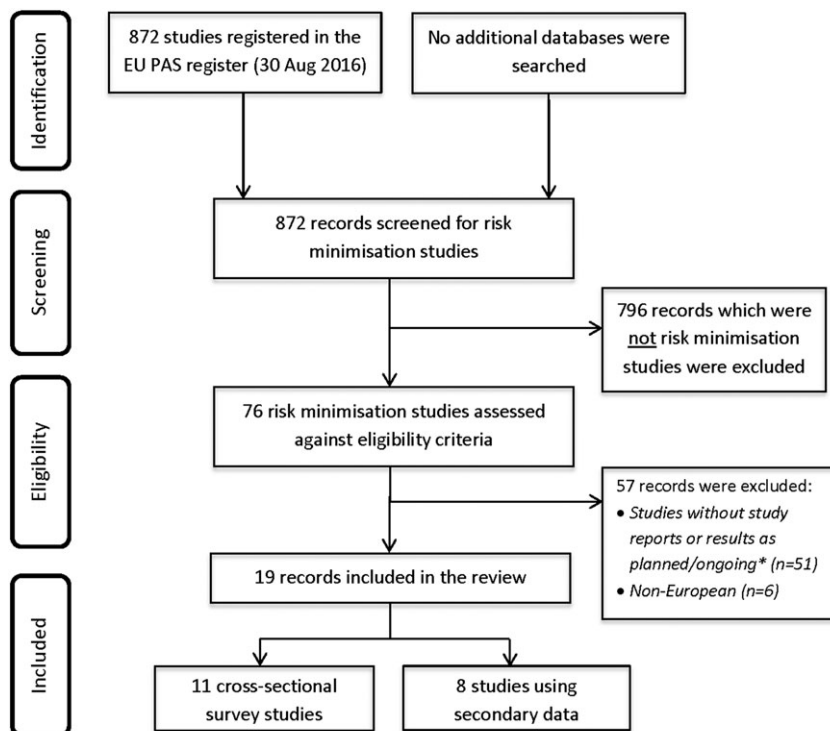 Identification
872 studies registered in the
EU PAS register (30 Aug 2016)
No additional databases were
searched
Screening
872 records screened for risk
minimisation studies
796 records which were
not risk minimisation
studies were excluded
Eligibility
76 risk minimisation studies assessed
against eligibility criteria
57 records were excluded:
• Studies without study
reports or results as
planned/ongoing* (n=51)
• Non-European (n=6)
Included
19 records included in the review
11 cross-sectional
survey studies
8 studies using
secondary data